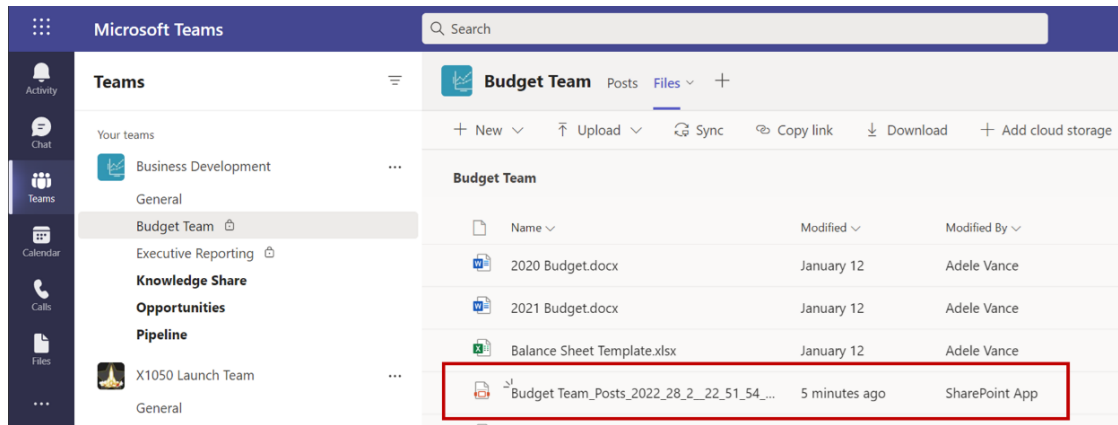 Microsoft Teams
Search
Activity
Chat
Teams
Calendar
Calls
Files
Teams
Your teams
Business Development
General
Budget Team
Executive Reporting
Knowledge Share
Opportunities
Pipeline
X1050 Launch Team
General
Budget Team Posts Files
New Upload Sync Copy link Download Add cloud storage
Budget Team
Name Modified Modified By
2020 Budget.docx January 12 Adele Vance
2021 Budget.docx January 12 Adele Vance
Balance Sheet Template.xlsx January 12 Adele Vance
Budget Team_Posts_2022_28_2__22_51_54_... 5 minutes ago SharePoint App